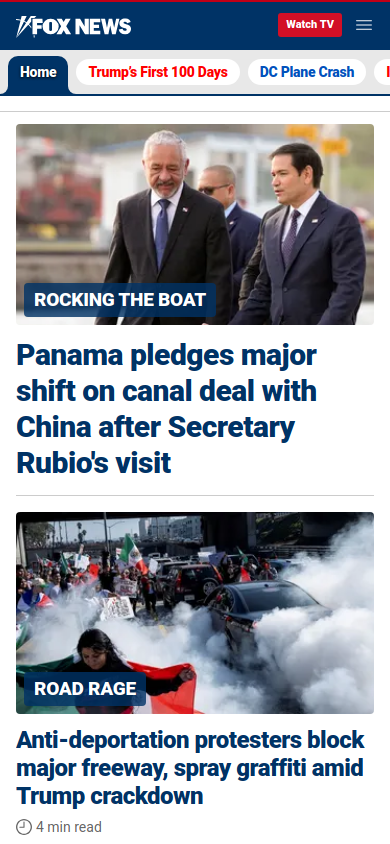 FOX NEWS
Watch TV
Home
Trump's First 100 Days
DC Plane Crash
ROCKING THE BOAT
Panama pledges major
shift on canal deal with
China after Secretary
Rubio's visit
ROAD RAGE
Anti-deportation protesters block
major freeway, spray graffiti amid
Trump crackdown
4 min read